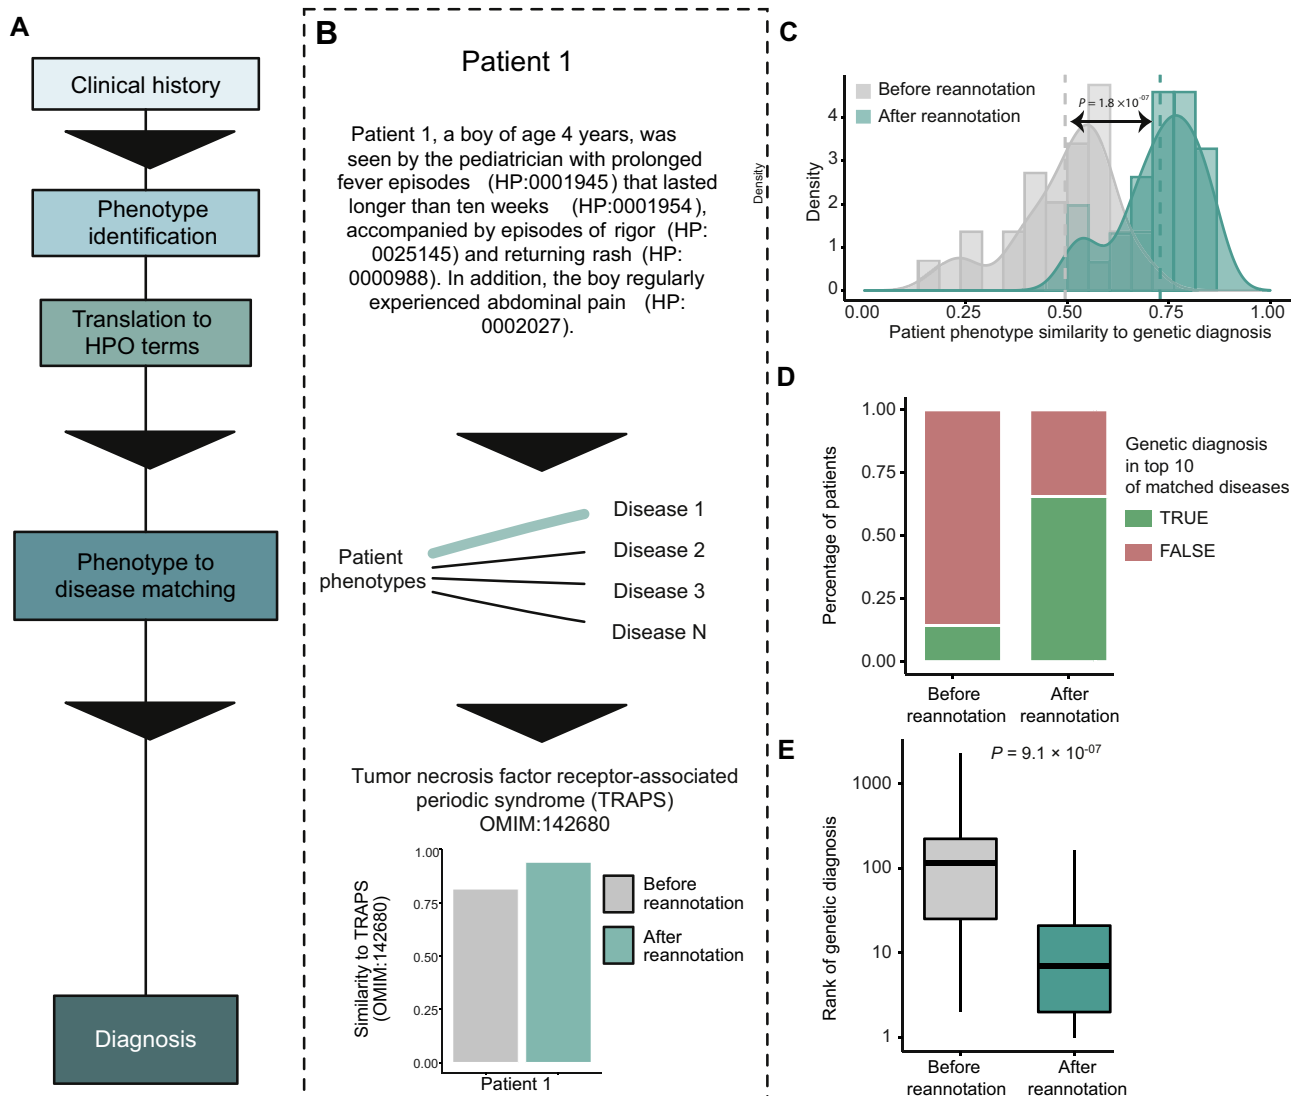 A
Clinical history
Phenotype
identification
Translation to
HPO terms
Phenotype to
disease matching
Diagnosis
B
Patient 1
Patient 1, a boy of age 4 years, was
seen by the pediatrician with prolonged
fever episodes (HP:0001945) that lasted
longer than ten weeks (HP:0001954),
accompanied by episodes of rigor (HP:
0025145) and returning rash (HP:
0000988). In addition, the boy regularly
experienced abdominal pain (HP:
0002027).
Patient
phenotypes
Disease 1
Disease 2
Disease 3
Disease N
Tumor necrosis factor receptor-associated
periodic syndrome (TRAPS)
OMIM:142680
Similarity to TRAPS
(OMIM:142680)
1.00
0.75
0.50
0.25
0.00
Patient 1
Before
reannotation
After
reannotation
Density
C
Before reannotation
After reannotation
P = 1.8 ×10-07
Density
4
3
2
1
0
0.00
0.25
0.50
0.75
1.00
Patient phenotype similarity to genetic diagnosis
D
Percentage of patients
1.00
0.75
0.50
0.25
0.00
Before
reannotation
After
reannotation
Genetic diagnosis
in top 10
of matched diseases
TRUE
FALSE
E
P = 9.1 × 10-07
Rank of genetic diagnosis
1000
100
10
1
Before
reannotation
After
reannotation